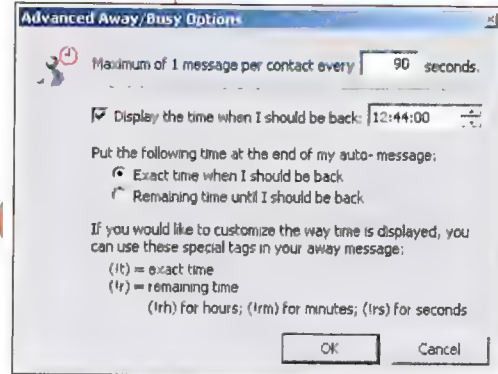 Advanced Away/Busy Options
Maximum of 1 message per contact every 90 seconds.
Display the time when I should be back: 12:44:00
Put the following time at the end of my auto-message:
Exact time when I should be back
Remaining time until I should be back
If you would like to customize the way time is displayed, you
can use these special tags in your away message:
(!t) = exact time
(!r) = remaining time
(!rh) for hours; (!rm) for minutes; (!rs) for seconds
OK Cancel